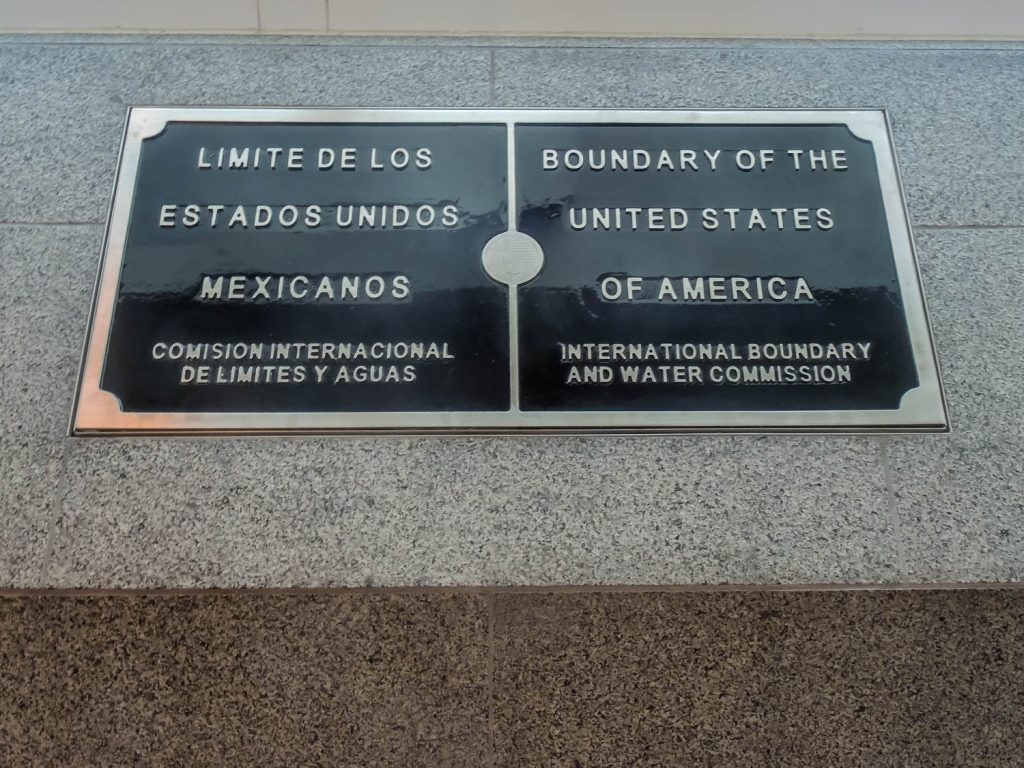 LIMITE DE LOS
ESTADOS UNIDOS
MEXICANOS
COMISION INTERNACIONAL
DE LIMITES Y AGUAS
BOUNDARY OF THE
UNITED STATES
OF AMERICA
INTERNATIONAL BOUNDARY
AND WATER COMMISSION